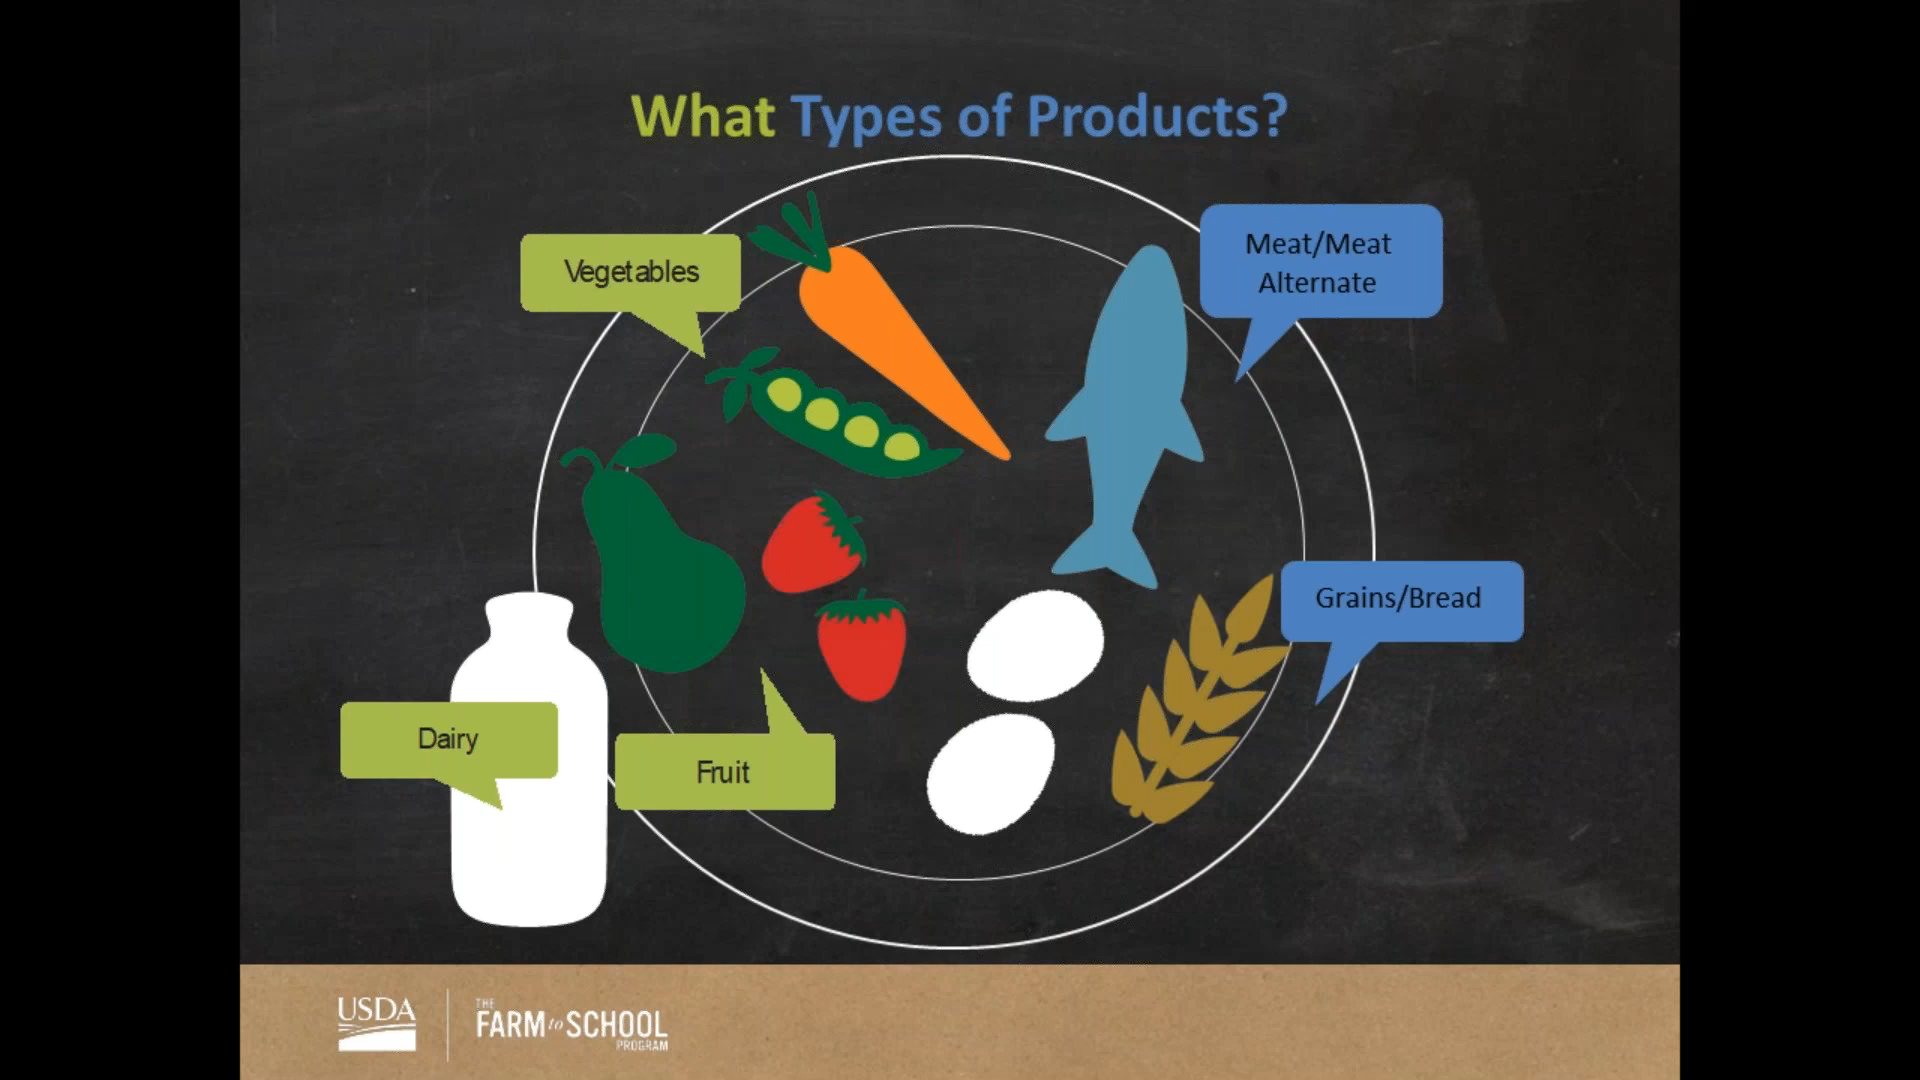 What Types of Products?
Vegetables
Meat/Meat
Alternate
Grains/Bread
Dairy
Fruit
USDA
THE
FARM to SCHOOL
PROGRAM